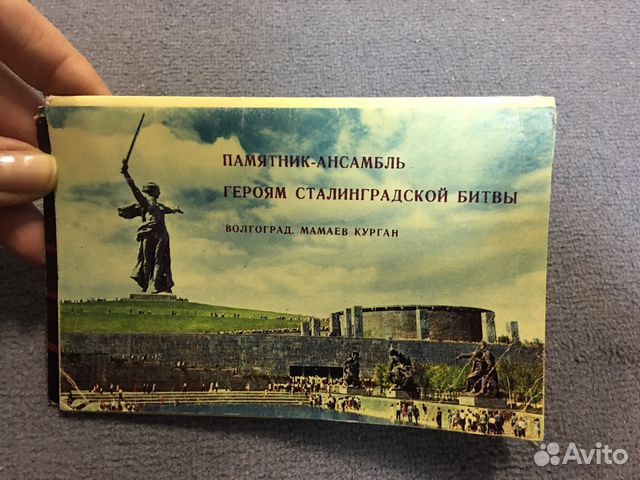 ПАМЯТНИК-АНСАМБЛЬ
ГЕРОЯМ СТАЛИНГРАДСКОЙ БИТВЫ
ВОЛГОГРАД. МАМАЕВ КУРГАН
Avito